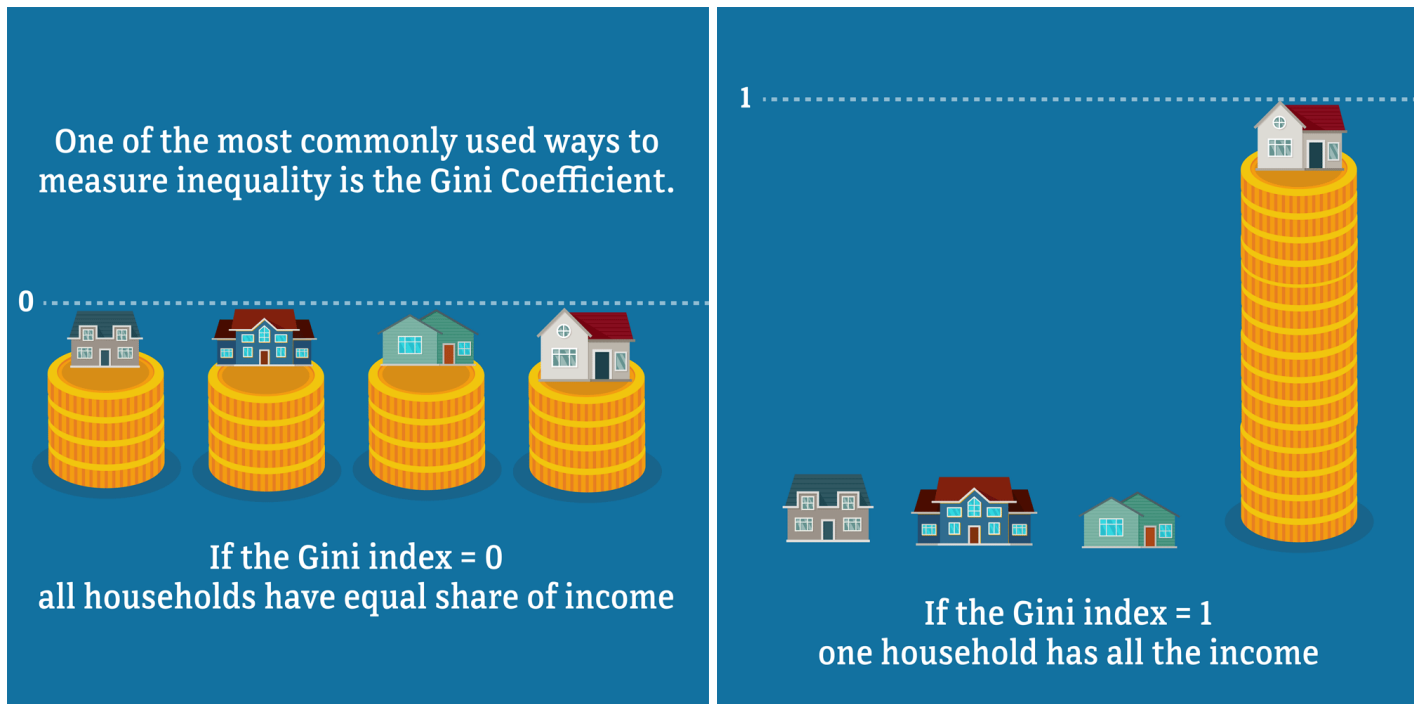 One of the most commonly used ways to
measure inequality is the Gini Coefficient.
0
If the Gini index = 0
all households have equal share of income
1
If the Gini index = 1
one household has all the income